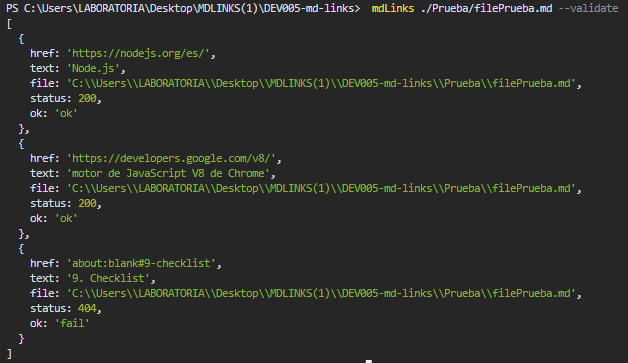 PS C:\Users\LABORATORIA\Desktop\MDLINKS(1)\DEV005-md-links> mdLinks ./Prueba/filePrueba.md --validate
[
  {
    href: 'https://nodejs.org/es/',
    text: 'Node.js',
    file: 'C:\\Users\\LABORATORIA\\Desktop\\MDLINKS(1)\\DEV005-md-links\\Prueba\\filePrueba.md',
    status: 200,
    ok: 'ok'
  },
  {
    href: 'https://developers.google.com/v8/',
    text: 'motor de JavaScript V8 de Chrome',
    file: 'C:\\Users\\LABORATORIA\\Desktop\\MDLINKS(1)\\DEV005-md-links\\Prueba\\filePrueba.md',
    status: 200,
    ok: 'ok'
  },
  {
    href: 'about:blank#9-checklist',
    text: '9. Checklist',
    file: 'C:\\Users\\LABORATORIA\\Desktop\\MDLINKS(1)\\DEV005-md-links\\Prueba\\filePrueba.md',
    status: 404,
    ok: 'fail'
  }
]